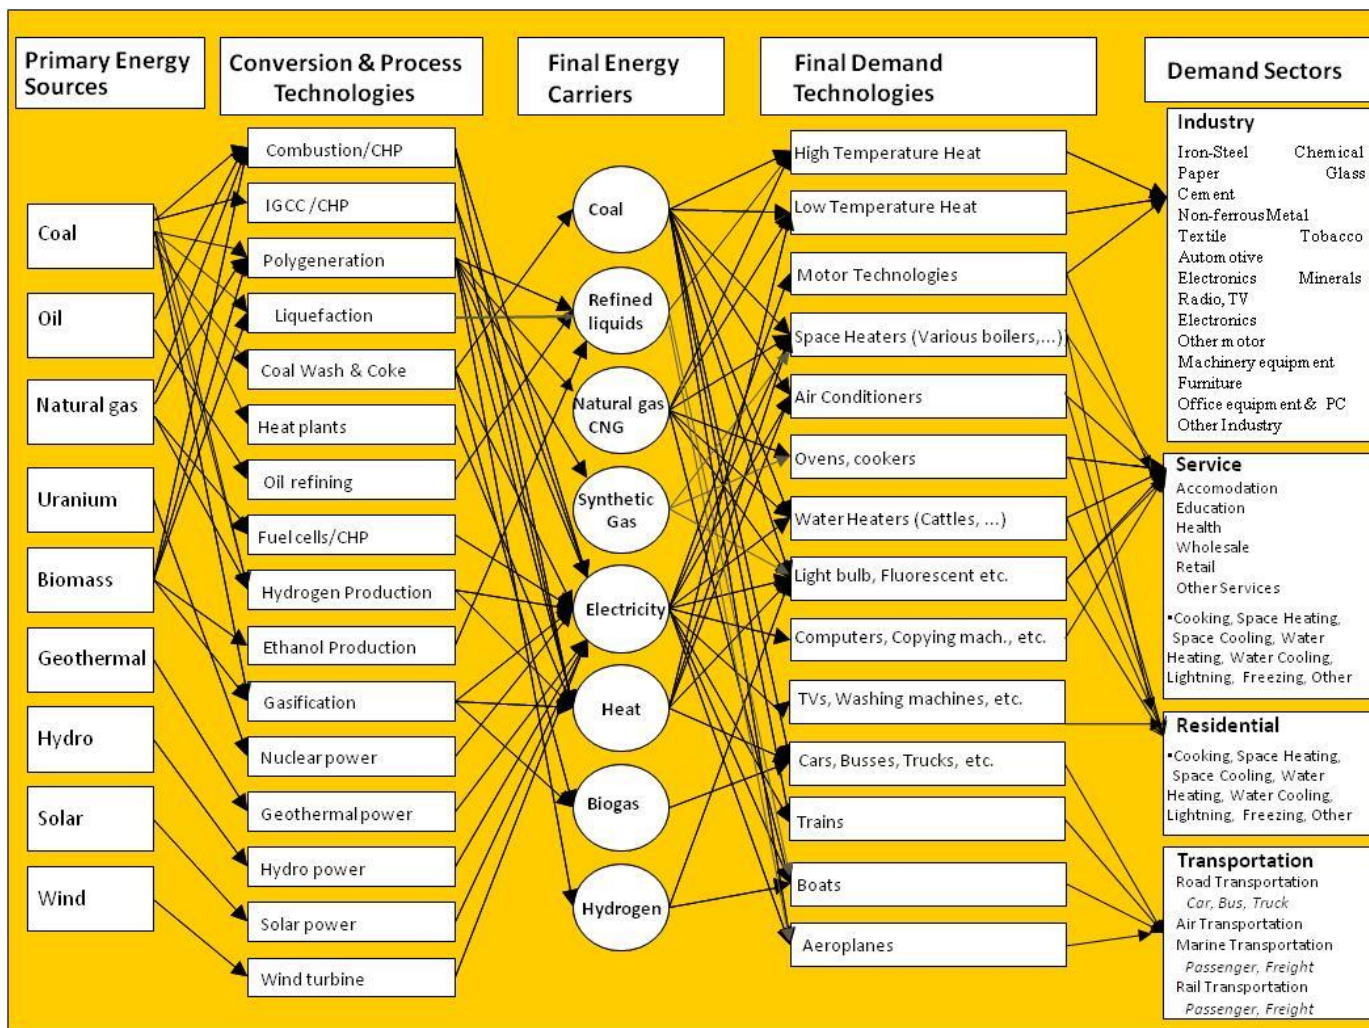 Primary Energy
Sources
Conversion & Process
Technologies
Final Energy
Carriers
Final Demand
Technologies
Demand Sectors
Coal
Oil
Natural gas
Uranium
Biomass
Geothermal
Hydro
Solar
Wind
Combustion/CHP
IGCC /CHP
Polygeneration
Liquefaction
Coal Wash & Coke
Heat plants
Oil refining
Fuel cells/CHP
Hydrogen Production
Ethanol Production
Gasification
Nuclear power
Geothermal power
Hydro power
Solar power
Wind turbine
Coal
Refined
liquids
Natural gas
CNG
Synthetic
Gas
Electricity
Heat
Biogas
Hydrogen
High Temperature Heat
Low Temperature Heat
Motor Technologies
Space Heaters (Various boilers,...))
Air Conditioners
Ovens, cookers
Water Heaters (Cattles, ...)
Light bulb, Fluorescent etc.
Computers, Copying mach., etc.
TVs, Washing machines, etc.
Cars, Busses, Trucks, etc.
Trains
Boats
Aeroplanes
Industry
Iron-Steel Chemical
Paper Glass
Cement
Non-ferrous Metal
Textile Tobacco
Automotive
Electronics Minerals
Radio, TV
Electronics
Other motor
Machinery equipment
Furniture
Office equipment & PC
Other Industry
Service
Accomodation
Education
Health
Wholesale
Retail
Other Services
•Cooking, Space Heating,
Space Cooling, Water
Heating, Water Cooling,
Lightning, Freezing, Other
Residential
•Cooking, Space Heating,
Space Cooling, Water
Heating, Water Cooling,
Lightning, Freezing, Other
Transportation
Road Transportation
Car, Bus, Truck
Air Transportation
Marine Transportation
Passenger, Freight
Rail Transportation
Passenger, Freight